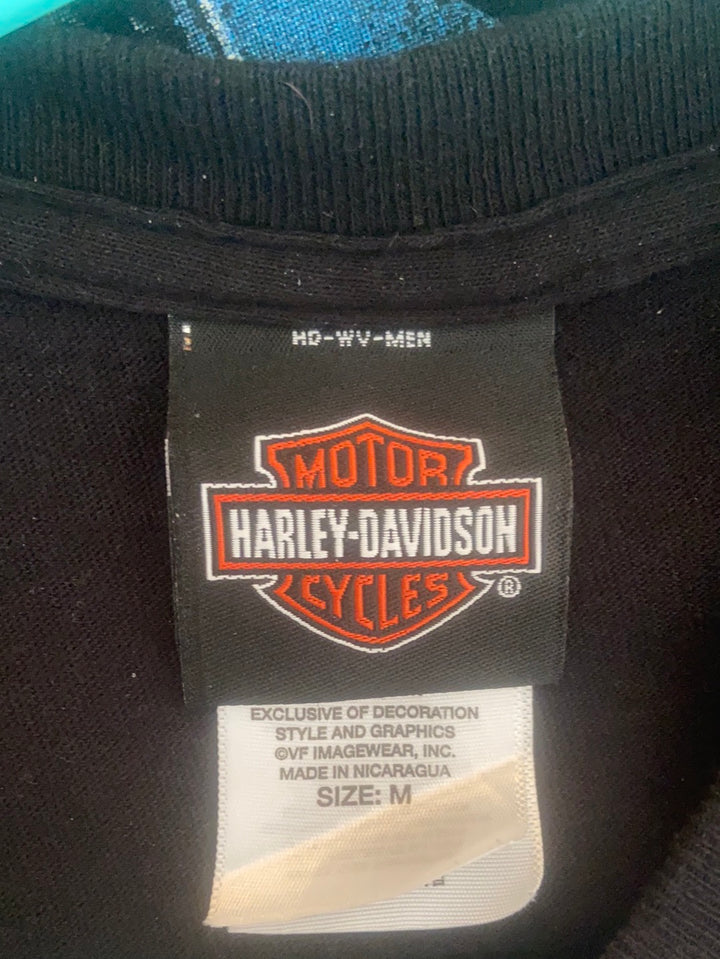 HD-WV-MEN
MOTOR
HARLEY-DAVIDSON
CYCLES
®
EXCLUSIVE OF DECORATION
STYLE AND GRAPHICS
©VF IMAGEWEAR, INC.
MADE IN NICARAGUA
SIZE: M